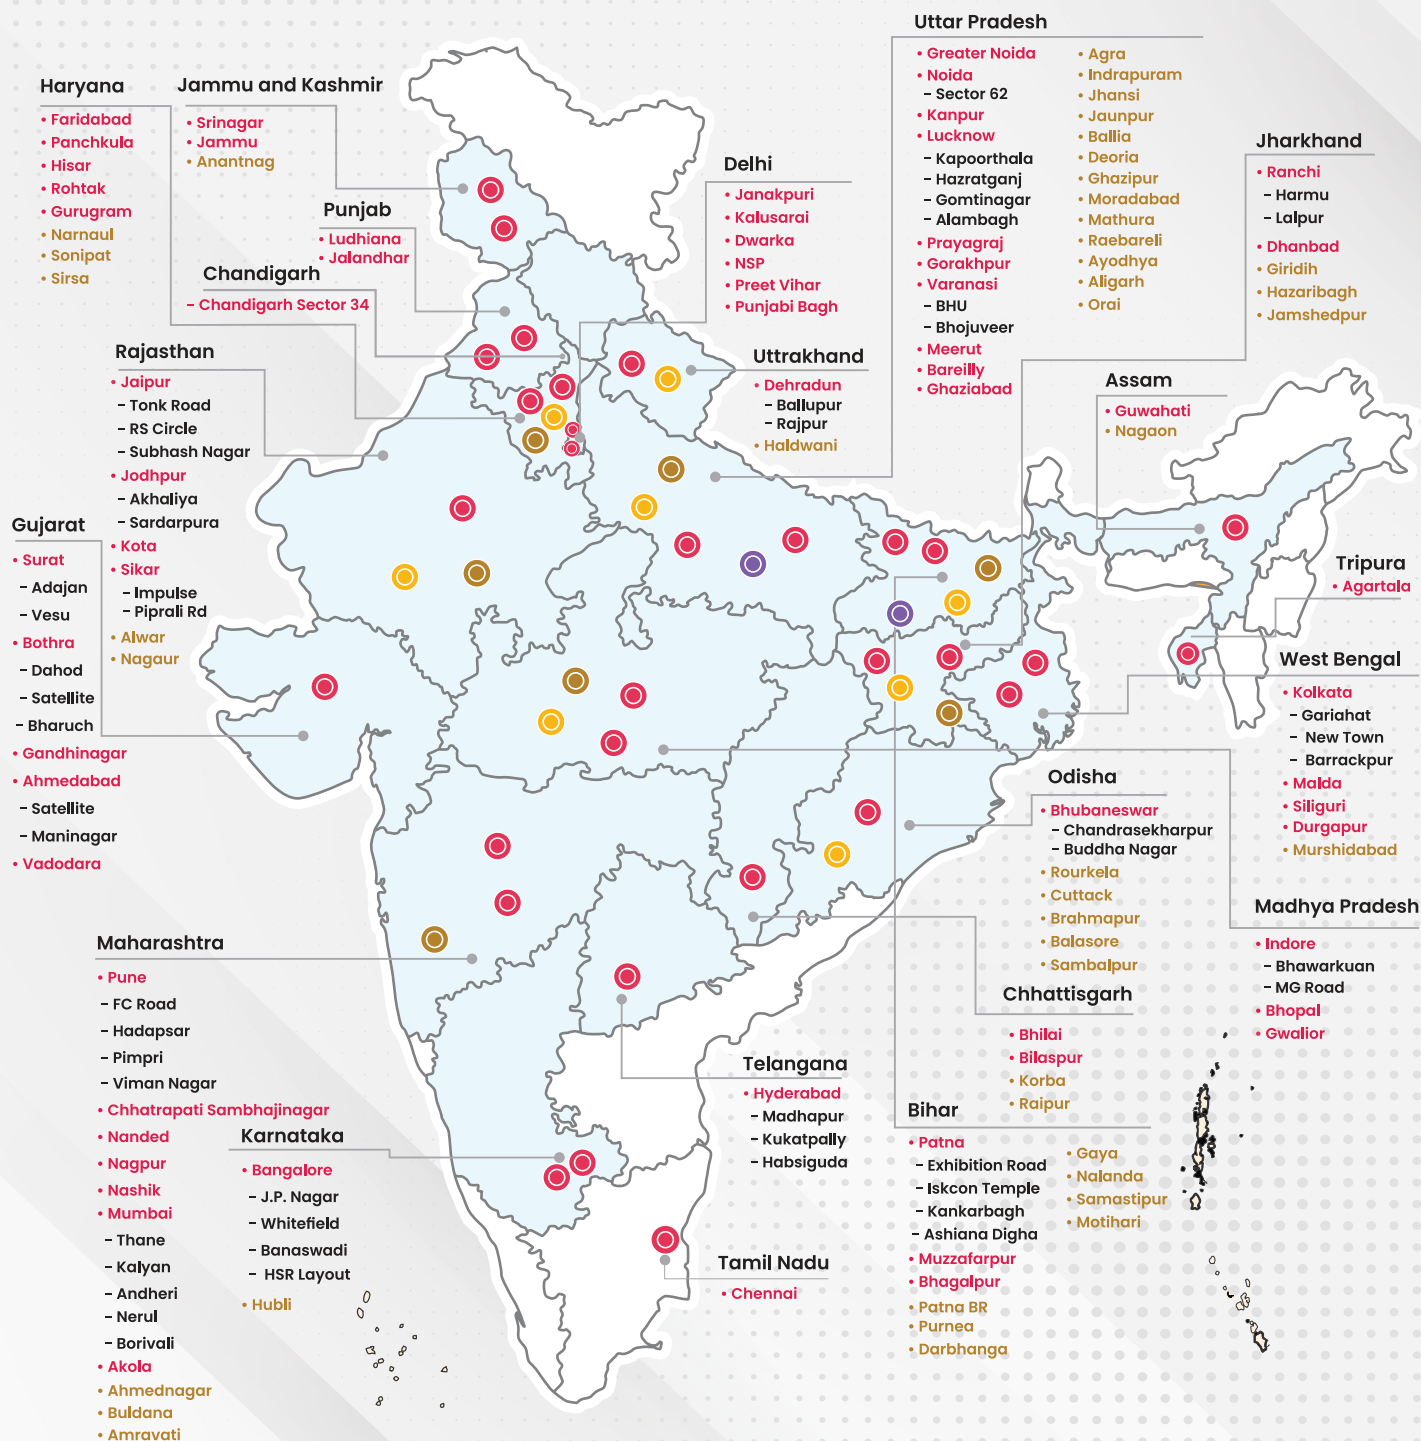 Haryana
• Faridabad
• Panchkula
• Hisar
• Rohtak
• Gurugram
• Narnaul
• Sonipat
• Sirsa
Jammu and Kashmir
• Srinagar
• Jammu
• Anantnag
Punjab
• Ludhiana
• Jalandhar
Chandigarh
- Chandigarh Sector 34
Delhi
• Janakpuri
• Kalusarai
• Dwarka
• NSP
• Preet Vihar
• Punjabi Bagh
Uttar Pradesh
• Greater Noida
• Noida
- Sector 62
• Kanpur
• Lucknow
- Kapoorthala
- Hazratganj
- Gomtinagar
- Alambagh
• Prayagraj
• Gorakhpur
• Varanasi
- BHU
- Bhojuveer
• Meerut
• Bareilly
• Ghaziabad
• Agra
• Indrapuram
• Jhansi
• Jaunpur
• Ballia
• Deoria
• Ghazipur
• Moradabad
• Mathura
• Raebareli
• Ayodhya
• Aligarh
• Orai
Jharkhand
• Ranchi
- Harmu
- Lalpur
• Dhanbad
• Giridih
• Hazaribagh
• Jamshedpur
Rajasthan
• Jaipur
- Tonk Road
- RS Circle
- Subhash Nagar
• Jodhpur
- Akhaliya
- Sardarpura
• Kota
• Sikar
- Impulse
- Piprali Rd
• Alwar
• Nagaur
Uttrakhand
• Dehradun
- Ballupur
- Rajpur
• Haldwani
Assam
• Guwahati
• Nagaon
Gujarat
• Surat
- Adajan
- Vesu
• Bothra
- Dahod
- Satellite
- Bharuch
• Gandhinagar
• Ahmedabad
- Satellite
- Maninagar
• Vadodara
Tripura
• Agartala
West Bengal
• Kolkata
- Gariahat
- New Town
- Barrackpur
• Malda
• Siliguri
• Durgapur
• Murshidabad
Odisha
• Bhubaneswar
- Chandrasekharpur
- Buddha Nagar
• Rourkela
• Cuttack
• Brahmapur
• Balasore
• Sambalpur
Madhya Pradesh
• Indore
- Bhawarkuan
- MG Road
• Bhopal
• Gwalior
Maharashtra
• Pune
- FC Road
- Hadapsar
- Pimpri
- Viman Nagar
• Chhatrapati Sambhajinagar
• Nanded
• Nagpur
• Nashik
• Mumbai
- Thane
- Kalyan
- Andheri
- Nerul
- Borivali
• Akola
• Ahmednagar
• Buldana
• Amravati
Karnataka
• Bangalore
- J.P. Nagar
- Whitefield
- Banaswadi
- HSR Layout
• Hubli
Chhattisgarh
• Bhilai
• Bilaspur
• Korba
• Raipur
Telangana
• Hyderabad
- Madhapur
- Kukatpally
- Habsiguda
Bihar
• Patna
- Exhibition Road
- Iskcon Temple
- Kankarbagh
- Ashiana Digha
• Muzzafarpur
• Bhagalpur
• Patna BR
• Purnea
• Darbhanga
• Gaya
• Nalanda
• Samastipur
• Motihari
Tamil Nadu
• Chennai